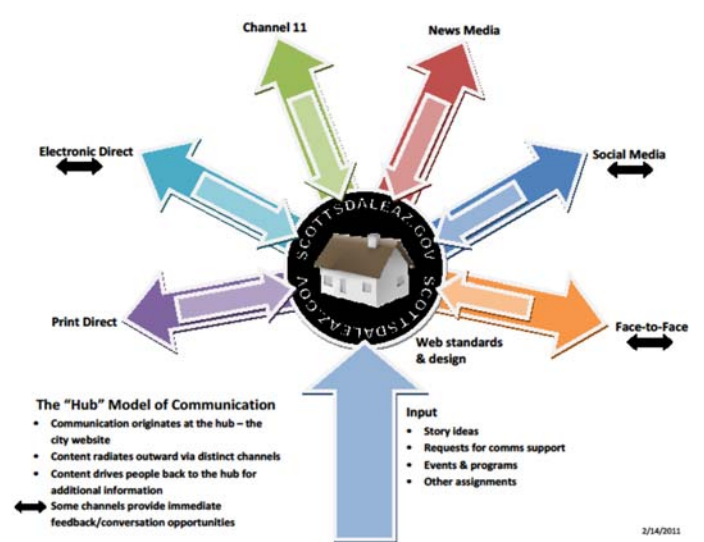 Channel 11
News Media
Electronic Direct
Social Media
SCOTTSDALEAZ.GOV
SCOTTSDALEAZ.GOV
Print Direct
Face-to-Face
Web standards
& design
The “Hub” Model of Communication
• Communication originates at the hub – the
city website
• Content radiates outward via distinct channels
• Content drives people back to the hub for
additional information
Some channels provide immediate
feedback/conversation opportunities
Input
• Story ideas
• Requests for comms support
• Events & programs
• Other assignments
2/14/2011